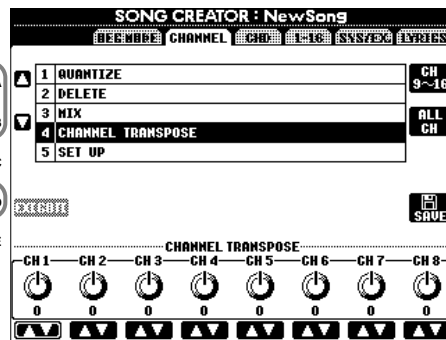 SONG CREATOR : NewSong
REC MODE CHANNEL CHD 1-16 SYS/EX. LYRICS
1 QUANTIZE
2 DELETE
3 MIX
4 CHANNEL TRANSPOSE
5 SET UP
CH 9~16
ALL CH
EXECUTE
SAVE
CHANNEL TRANSPOSE
CH 1 CH 2 CH 3 CH 4 CH 5 CH 6 CH 7 CH 8
0 0 0 0 0 0 0 0